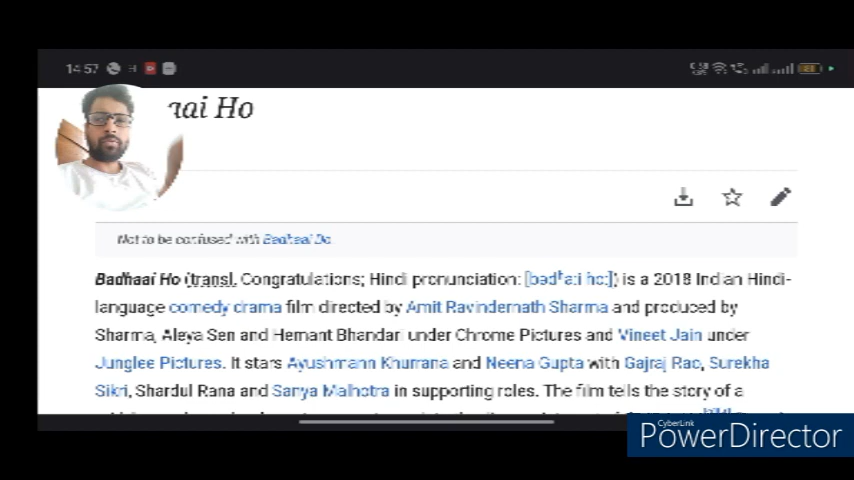 14:57
aai Ho
Not to be confused with Badhaai Do.
Badhaai Ho (transl. Congratulations; Hindi pronunciation: [bədʰaːi hoː]) is a 2018 Indian Hindi-
language comedy drama film directed by Amit Ravindernath Sharma and produced by
Sharma, Aleya Sen and Hemant Bhandari under Chrome Pictures and Vineet Jain under
Junglee Pictures. It stars Ayushmann Khurrana and Neena Gupta with Gajraj Rao, Surekha
Sikri, Shardul Rana and Sanya Malhotra in supporting roles. The film tells the story of a
CyberLink
PowerDirector